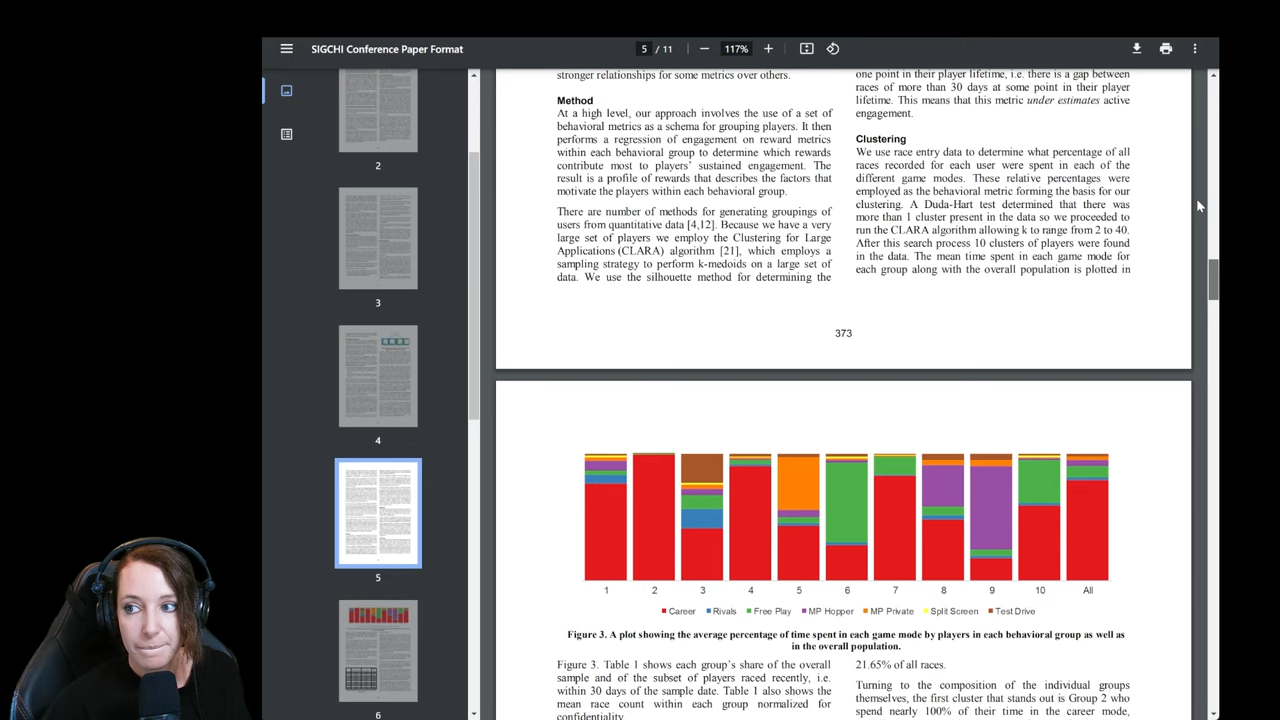 SIGCHI Conference Paper Format
5 / 11
117%
2
3
4
5
6
stronger relationships for some metrics over others.
Method
At a high level, our approach involves the use of a set of
behavioral metrics as a schema for grouping players. It then
performs a regression of engagement on reward metrics
within each behavioral group to determine which rewards
contribute most to players' sustained engagement. The
result is a profile of rewards that describes the factors that
motivate the players within each behavioral group.
There are number of methods for generating groupings of
users from quantitative data [4,12]. Because we have a very
large set of players we employ the Clustering for Large
Applications (CLARA) algorithm [21], which employs a
sampling strategy to perform k-medoids on a large set of
data. We use the silhouette method for determining the
one point in their player lifetime, i.e. there is a gap between
races of more than 30 days at some point in their player
lifetime. This means that this metric under estimates active
engagement.
Clustering
We use race entry data to determine what percentage of all
races recorded for each user were spent in each of the
different game modes. These relative percentages were
employed as the behavioral metric forming the basis for our
clustering. A Duda-Hart test determined that there was
more than 1 cluster present in the data so we proceeded to
run the CLARA algorithm allowing k to range from 2 to 40.
After this search process 10 clusters of players were found
in the data. The mean time spent in each game mode for
each group along with the overall population is plotted in
373
1 2 3 4 5 6 7 8 9 10 All
Career Rivals Free Play MP Hopper MP Private Split Screen Test Drive
Figure 3. A plot showing the average percentage of time spent in each game mode by players in each behavioral group as well as
in the overall population.
Figure 3. Table 1 shows each group's share of the overall
sample and of the subset of players raced recently, i.e.
within 30 days of the sample date. Table 1 also shows the
mean race count within each group normalized for
confidentiality.
21.65% of all races.
Turning to the composition of the individual groups
themselves, the first cluster that stands out is Group 2 who
spend nearly 100% of their time in the career mode,